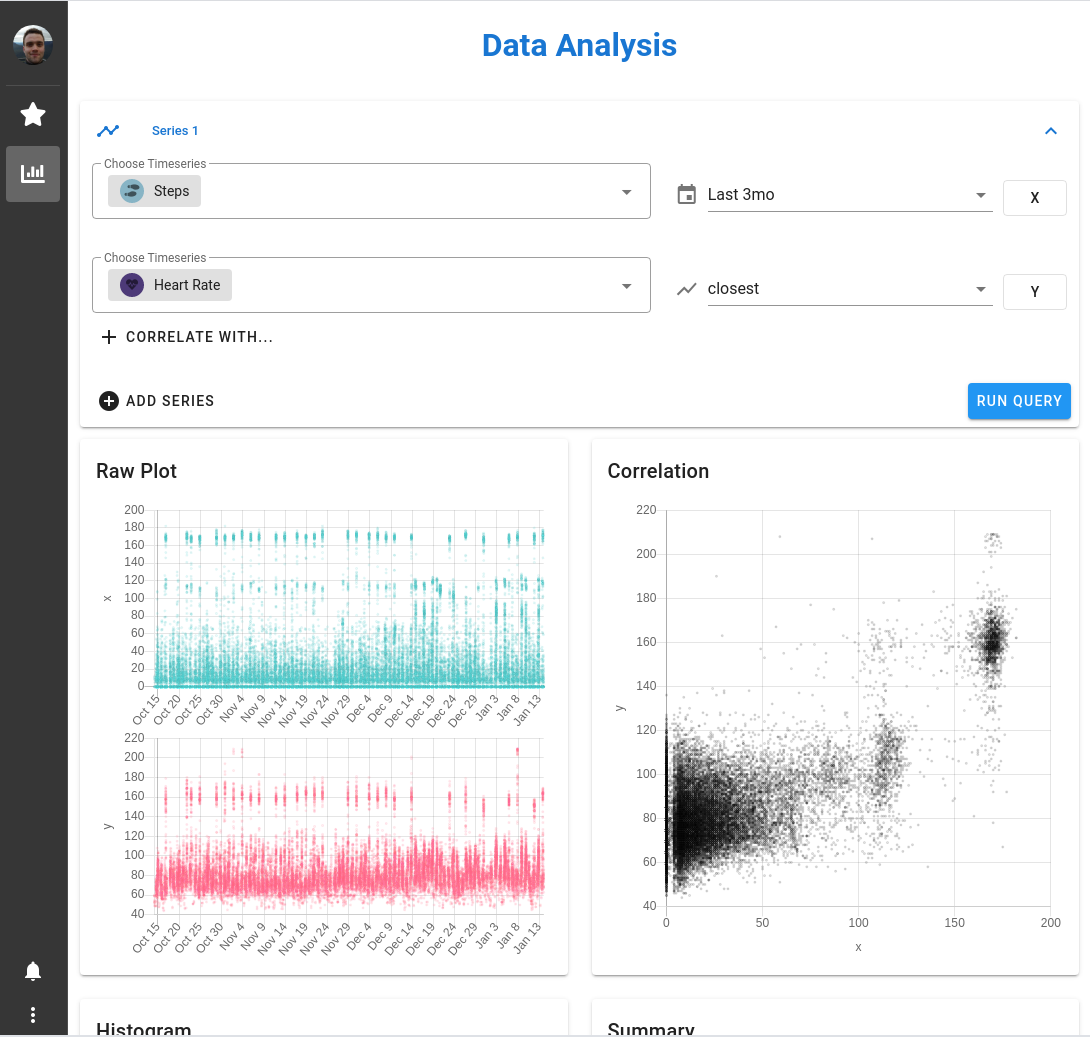 Data Analysis
Series 1
Choose Timeseries
Steps
Last 3mo
X
Choose Timeseries
Heart Rate
closest
Y
CORRELATE WITH...
ADD SERIES
RUN QUERY
Raw Plot
200
180
160
140
120
100
80
60
40
20
0
x
Oct 15
Oct 20
Oct 25
Oct 30
Nov 4
Nov 9
Nov 14
Nov 19
Nov 24
Nov 29
Dec 4
Dec 9
Dec 14
Dec 19
Dec 24
Dec 29
Jan 3
Jan 8
Jan 13
220
200
180
160
140
120
100
80
60
40
y
Oct 15
Oct 20
Oct 25
Oct 30
Nov 4
Nov 9
Nov 14
Nov 19
Nov 24
Nov 29
Dec 4
Dec 9
Dec 14
Dec 19
Dec 24
Dec 29
Jan 3
Jan 8
Jan 13
Correlation
220
200
180
160
140
120
100
80
60
40
y
0 50 100 150 200
x
Histogram
Summary